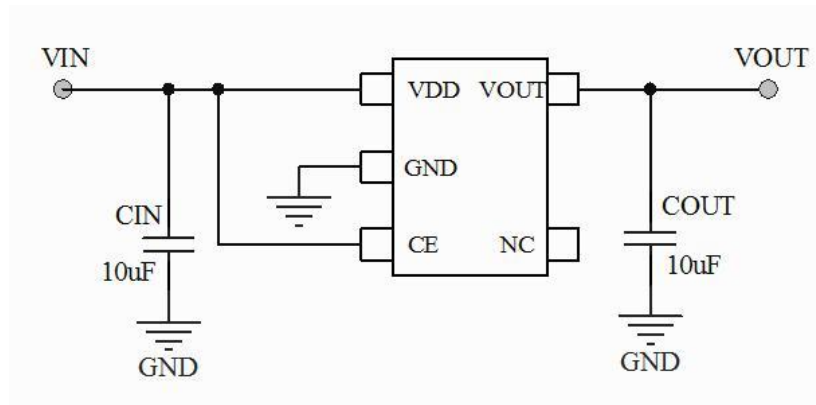 VIN
VOUT
VDD VOUT
GND
CIN
COUT
CE NC
10uF
10uF
GND
GND